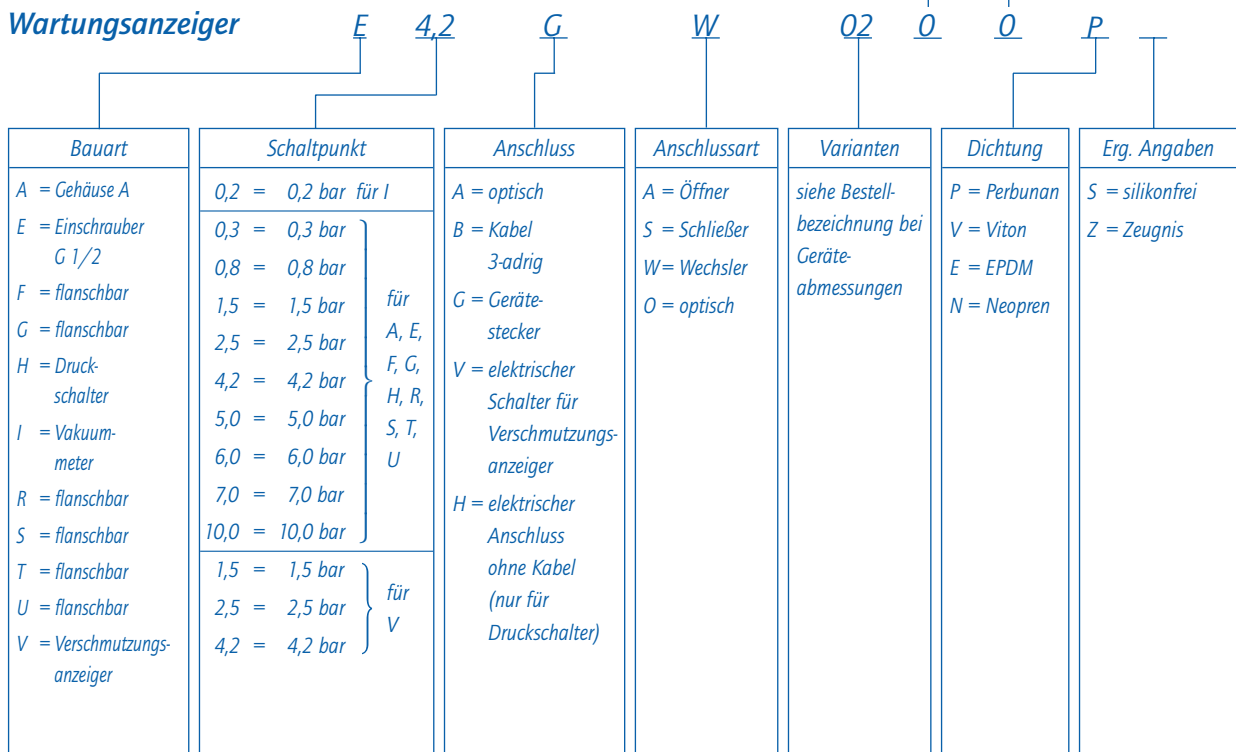 Wartungsanzeiger E 4,2 G W 02 0 0 P
Bauart
A = Gehäuse A
E = Einschrauber
G 1/2
F = flanschbar
G = flanschbar
H = Druck-
schalter
I = Vakuum-
meter
R = flanschbar
S = flanschbar
T = flanschbar
U = flanschbar
V = Verschmutzungs-
anzeiger
Schaltpunkt
0,2 = 0,2 bar für I
0,3 = 0,3 bar
0,8 = 0,8 bar
1,5 = 1,5 bar
2,5 = 2,5 bar
4,2 = 4,2 bar
5,0 = 5,0 bar
6,0 = 6,0 bar
7,0 = 7,0 bar
10,0 = 10,0 bar
für
A, E,
F, G,
H, R,
S, T,
U
1,5 = 1,5 bar
2,5 = 2,5 bar
4,2 = 4,2 bar
für
V
Anschluss
A = optisch
B = Kabel
3-adrig
G = Geräte-
stecker
V = elektrischer
Schalter für
Verschmutzungs-
anzeiger
H = elektrischer
Anschluss
ohne Kabel
(nur für
Druckschalter)
Anschlussart
A = Öffner
S = Schließer
W = Wechsler
O = optisch
Varianten
siehe Bestell-
bezeichnung bei
Geräte-
abmessungen
Dichtung
P = Perbunan
V = Viton
E = EPDM
N = Neopren
Erg. Angaben
S = silikonfrei
Z = Zeugnis